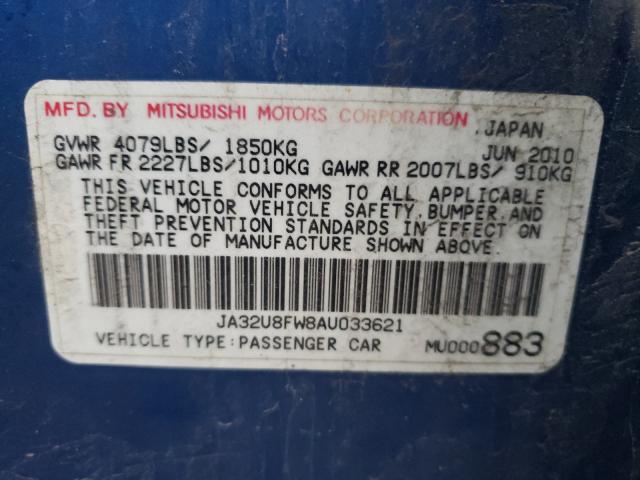 MFD. BY MITSUBISHI MOTORS CORPORATION
JAPAN
GVWR 4079LBS/ 1850KG JUN 2010
GAWR FR 2227LBS/1010KG GAWR RR 2007LBS/ 910KG
THIS VEHICLE CONFORMS TO ALL APPLICABLE
FEDERAL MOTOR VEHICLE SAFETY, BUMPER, AND
THEFT PREVENTION STANDARDS IN EFFECT ON
THE DATE OF MANUFACTURE SHOWN ABOVE.
JA32U8FW8AU033621
VEHICLE TYPE:PASSENGER CAR MU000883